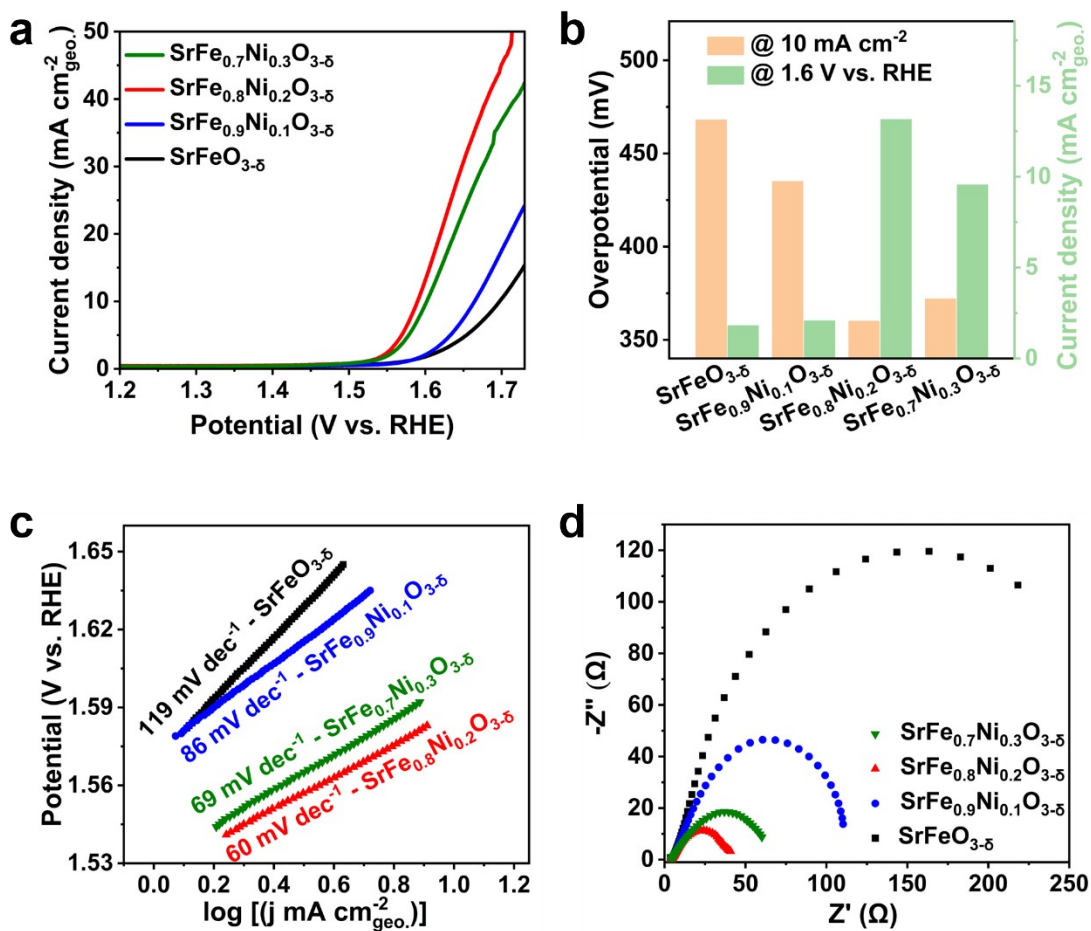 a
50
40
30
20
10
0
1.2 1.3 1.4 1.5 1.6 1.7
Current density (mA cm⁻²geo.)
Potential (V vs. RHE)
SrFe₀.₇Ni₀.₃O₃₋δ
SrFe₀.₈Ni₀.₂O₃₋δ
SrFe₀.₉Ni₀.₁O₃₋δ
SrFeO₃₋δ
b
@ 10 mA cm⁻²
@ 1.6 V vs. RHE
500
450
400
350
Overpotential (mV)
15
10
5
0
Current density (mA cm⁻²geo.)
SrFeO₃₋δ
SrFe₀.₉Ni₀.₁O₃₋δ
SrFe₀.₈Ni₀.₂O₃₋δ
SrFe₀.₇Ni₀.₃O₃₋δ
c
1.65
1.62
1.59
1.56
1.53
Potential (V vs. RHE)
119 mV dec⁻¹ - SrFeO₃₋δ
86 mV dec⁻¹ - SrFe₀.₉Ni₀.₁O₃₋δ
69 mV dec⁻¹ - SrFe₀.₇Ni₀.₃O₃₋δ
60 mV dec⁻¹ - SrFe₀.₈Ni₀.₂O₃₋δ
0.0 0.2 0.4 0.6 0.8 1.0 1.2
log [(j mA cm⁻²geo.)]
d
120
100
80
60
40
20
0
-Z'' (Ω)
SrFe₀.₇Ni₀.₃O₃₋δ
SrFe₀.₈Ni₀.₂O₃₋δ
SrFe₀.₉Ni₀.₁O₃₋δ
SrFeO₃₋δ
0 50 100 150 200 250
Z' (Ω)